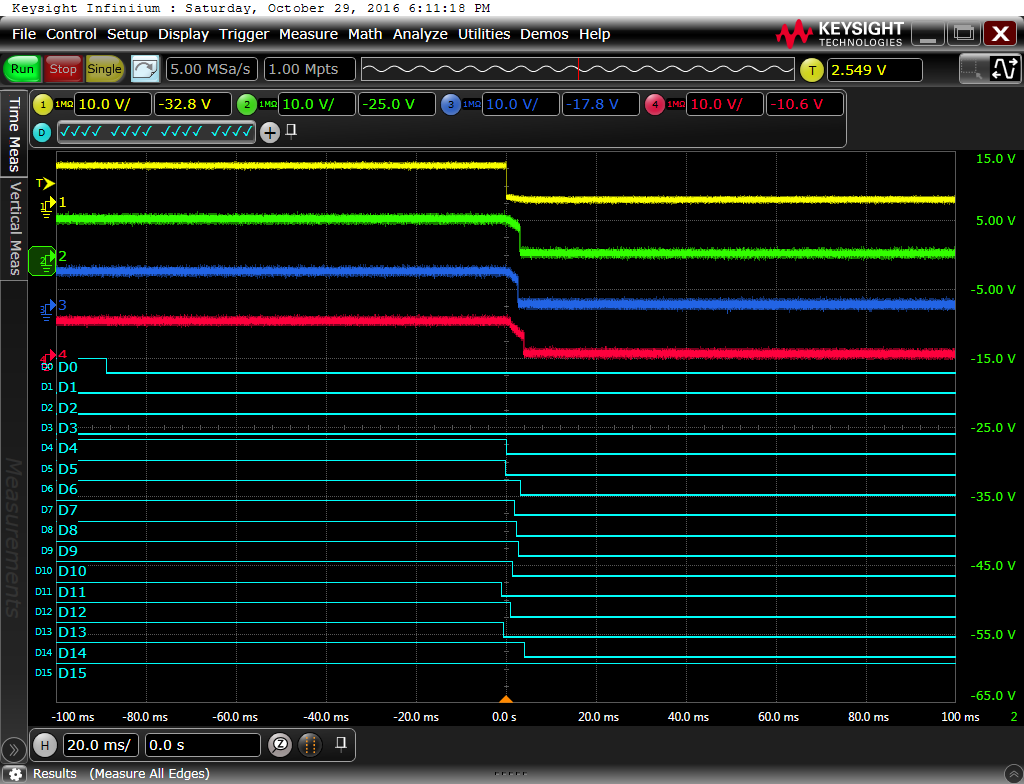 Keysight Infiniium : Saturday, October 29, 2016 6:11:18 PM
File Control Setup Display Trigger Measure Math Analyze Utilities Demos Help
KEYSIGHT
TECHNOLOGIES
Run Stop Single 5.00 MSa/s 1.00 Mpts T 2.549 V
1 1MΩ 10.0 V/ -32.8 V 2 1MΩ 10.0 V/ -25.0 V 3 1MΩ 10.0 V/ -17.8 V 4 1MΩ 10.0 V/ -10.6 V
D
Time Meas
Vertical Meas
Measurements
15.0 V
T
1 1
5.00 V
2 2
-5.00 V
3 3
-15.0 V
4 4
D0 D0
D1 D1
D2 D2
D3 D3
-25.0 V
D4 D4
D5 D5
D6 D6
-35.0 V
D7 D7
D8 D8
D9 D9
-45.0 V
D10 D10
D11 D11
D12 D12
D13 D13
-55.0 V
D14 D14
D15 D15
-65.0 V
-100 ms -80.0 ms -60.0 ms -40.0 ms -20.0 ms 0.0 s 20.0 ms 40.0 ms 60.0 ms 80.0 ms 100 ms 2
H 20.0 ms/ 0.0 s Z
Results (Measure All Edges)